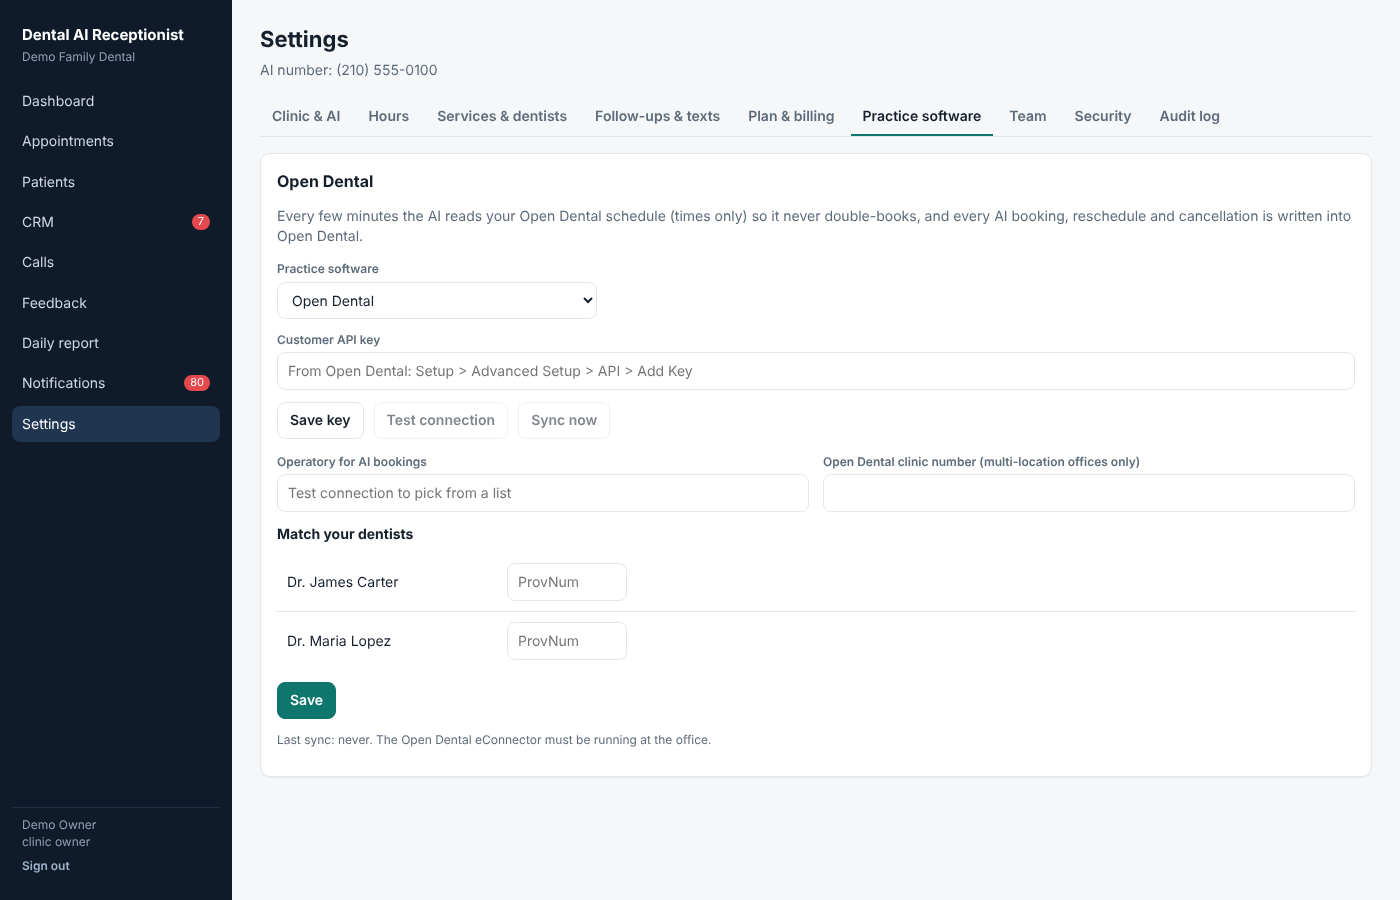 Dental AI Receptionist
Demo Family Dental
Dashboard
Appointments
Patients
CRM 7
Calls
Feedback
Daily report
Notifications 80
Settings
Demo Owner
clinic owner
Sign out
Settings
AI number: (210) 555-0100
Clinic & AI Hours Services & dentists Follow-ups & texts Plan & billing Practice software Team Security Audit log
Open Dental
Every few minutes the AI reads your Open Dental schedule (times only) so it never double-books, and every AI booking, reschedule and cancellation is written into
Open Dental.
Practice software
Open Dental
Customer API key
From Open Dental: Setup > Advanced Setup > API > Add Key
Save key Test connection Sync now
Operatory for AI bookings Open Dental clinic number (multi-location offices only)
Test connection to pick from a list
Match your dentists
Dr. James Carter ProvNum
Dr. Maria Lopez ProvNum
Save
Last sync: never. The Open Dental eConnector must be running at the office.